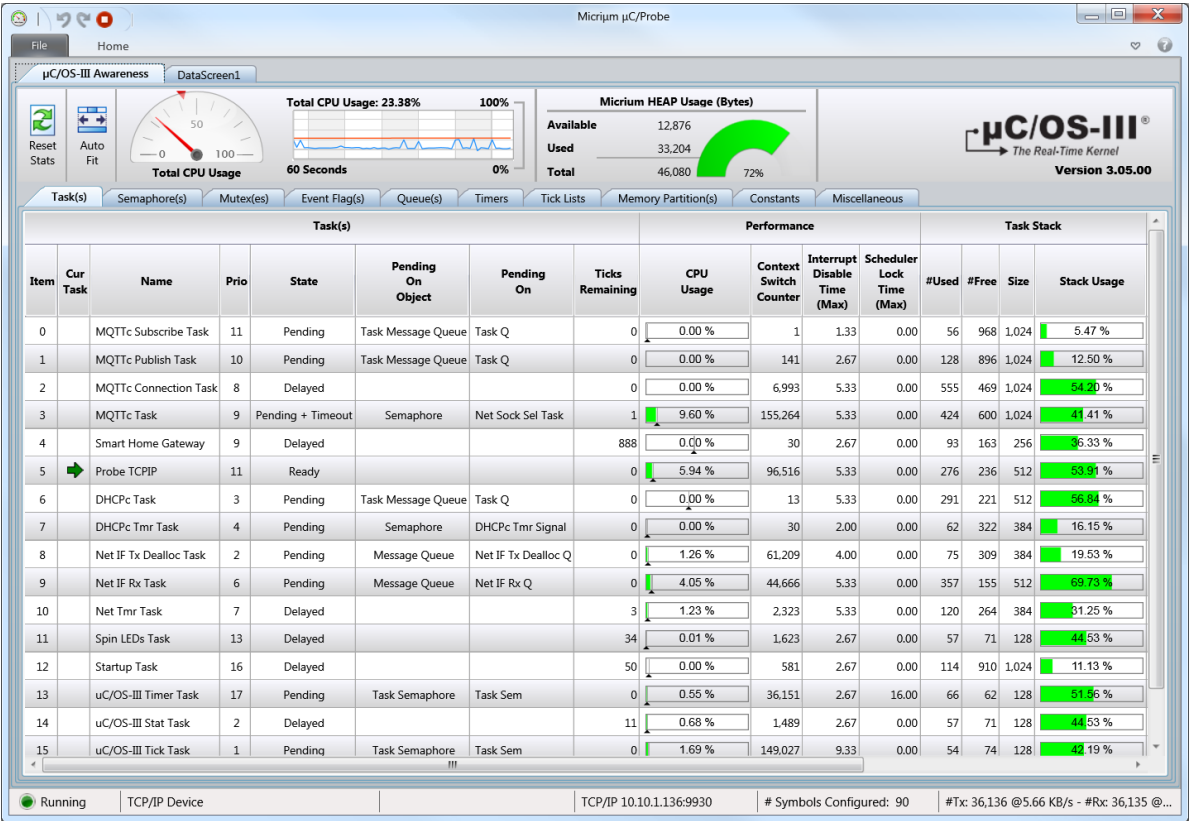 Micriµm µC/Probe
File Home
µC/OS-III Awareness DataScreen1
Reset Stats
Auto Fit
0 50 100
Total CPU Usage
Total CPU Usage: 23.38% 100%
60 Seconds 0%
Micrium HEAP Usage (Bytes)
Available 12,876
Used 33,204
Total 46,080 72%
µC/OS-III®
The Real-Time Kernel
Version 3.05.00
Task(s) Semaphore(s) Mutex(es) Event Flag(s) Queue(s) Timers Tick Lists Memory Partition(s) Constants Miscellaneous
Task(s) Performance Task Stack
Item Cur Task Name Prio State Pending On Object Pending On Ticks Remaining CPU Usage Context Switch Counter Interrupt Disable Time (Max) Scheduler Lock Time (Max) #Used #Free Size Stack Usage
0 MQTTc Subscribe Task 11 Pending Task Message Queue Task Q 0 0.00 % 1 1.33 0.00 56 968 1,024 5.47 %
1 MQTTc Publish Task 10 Pending Task Message Queue Task Q 0 0.00 % 141 2.67 0.00 128 896 1,024 12.50 %
2 MQTTc Connection Task 8 Delayed 0 0.00 % 6,993 5.33 0.00 555 469 1,024 54.20 %
3 MQTTc Task 9 Pending + Timeout Semaphore Net Sock Sel Task 1 9.60 % 155,264 5.33 0.00 424 600 1,024 41.41 %
4 Smart Home Gateway 9 Delayed 888 0.00 % 30 2.67 0.00 93 163 256 36.33 %
5 Probe TCPIP 11 Ready 0 5.94 % 96,516 5.33 0.00 276 236 512 53.91 %
6 DHCPc Task 3 Pending Task Message Queue Task Q 0 0.00 % 13 5.33 0.00 291 221 512 56.84 %
7 DHCPc Tmr Task 4 Pending Semaphore DHCPc Tmr Signal 0 0.00 % 30 2.00 0.00 62 322 384 16.15 %
8 Net IF Tx Dealloc Task 2 Pending Message Queue Net IF Tx Dealloc Q 0 1.26 % 61,209 4.00 0.00 75 309 384 19.53 %
9 Net IF Rx Task 6 Pending Message Queue Net IF Rx Q 0 4.05 % 44,666 5.33 0.00 357 155 512 69.73 %
10 Net Tmr Task 7 Delayed 3 1.23 % 2,323 5.33 0.00 120 264 384 31.25 %
11 Spin LEDs Task 13 Delayed 34 0.01 % 1,623 2.67 0.00 57 71 128 44.53 %
12 Startup Task 16 Delayed 50 0.00 % 581 2.67 0.00 114 910 1,024 11.13 %
13 uC/OS-III Timer Task 17 Pending Task Semaphore Task Sem 0 0.55 % 36,151 2.67 16.00 66 62 128 51.56 %
14 uC/OS-III Stat Task 2 Delayed 11 0.68 % 1,489 2.67 0.00 57 71 128 44.53 %
15 uC/OS-III Tick Task 1 Pending Task Semaphore Task Sem 0 1.69 % 149,027 9.33 0.00 54 74 128 42.19 %
Running TCP/IP Device TCP/IP 10.10.1.136:9930 # Symbols Configured: 90 #Tx: 36,136 @5.66 KB/s - #Rx: 36,135 @...